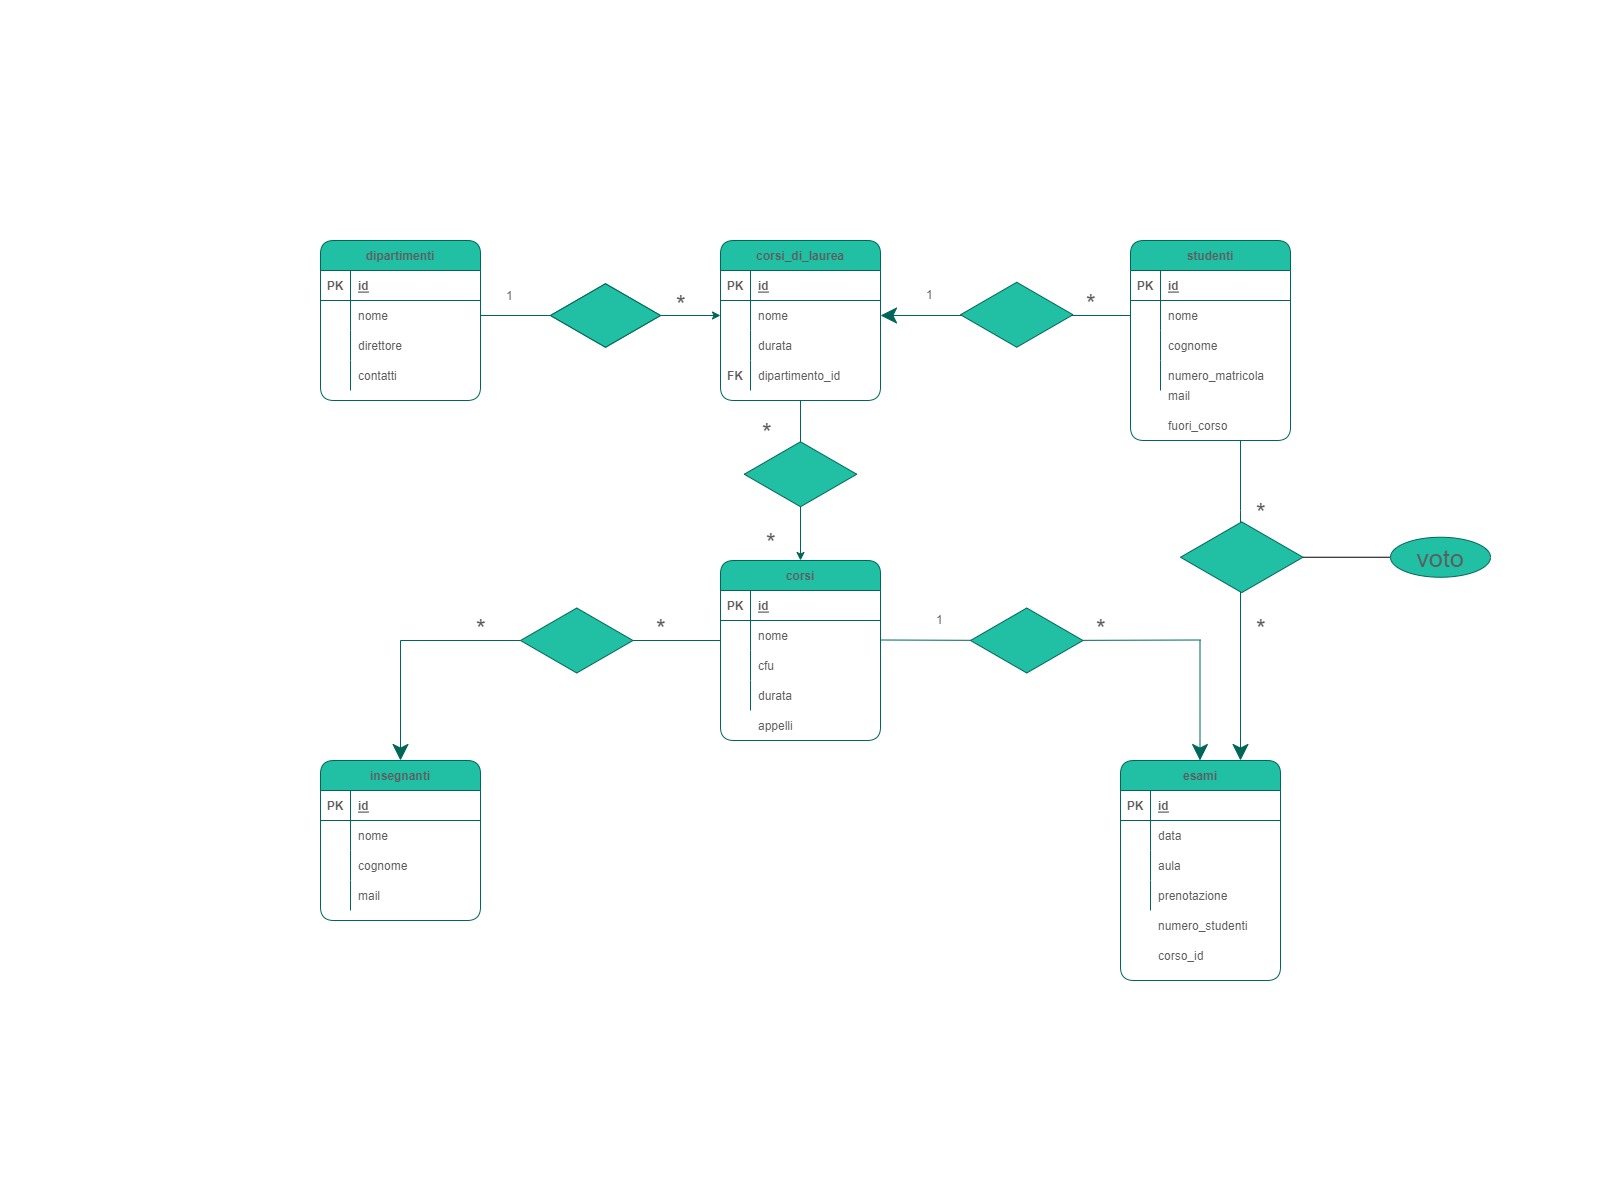 dipartimenti
PK id
nome
direttore
contatti
1
*
corsi_di_laurea
PK id
nome
durata
FK dipartimento_id
1
*
studenti
PK id
nome
cognome
numero_matricola
mail
fuori_corso
*
*
*
voto
*
corsi
PK id
nome
cfu
durata
appelli
*
*
1
*
insegnanti
PK id
nome
cognome
mail
esami
PK id
data
aula
prenotazione
numero_studenti
corso_id